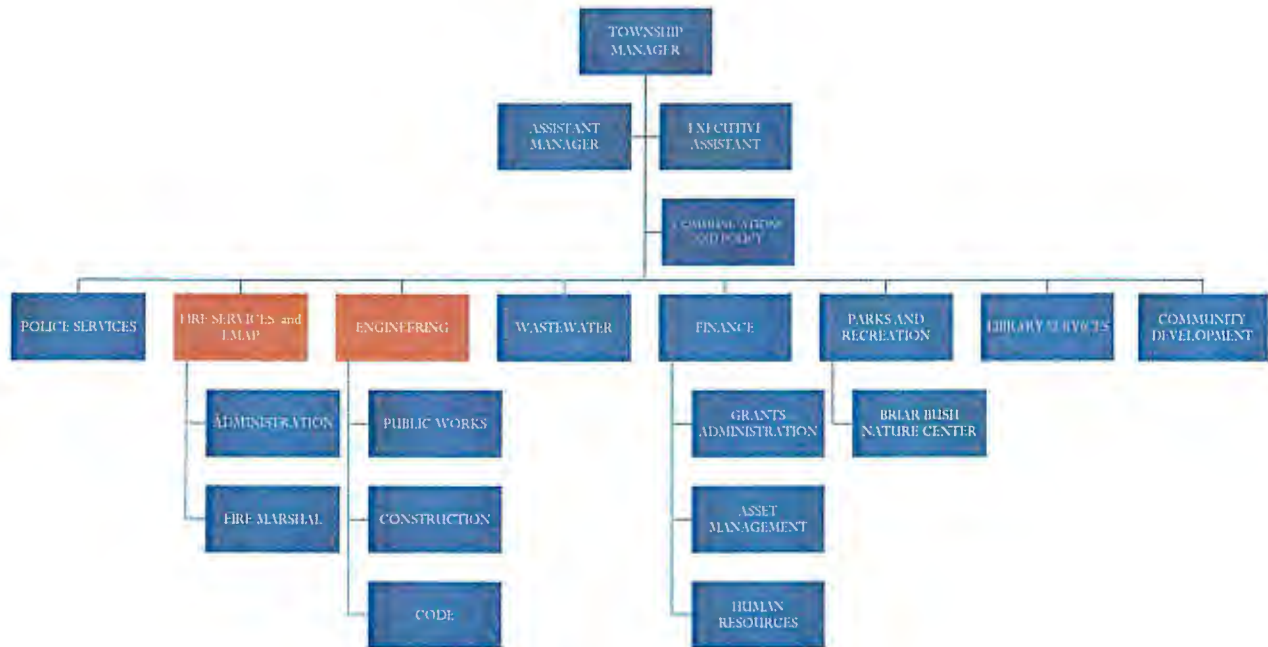 TOWNSHIP
MANAGER
ASSISTANT
MANAGER
EXECUTIVE
ASSISTANT
COMMUNICATIONS
AND POLICY
POLICE SERVICES
FIRE SERVICES and
EMAP
ENGINEERING
WASTEWATER
FINANCE
PARKS AND
RECREATION
LIBRARY SERVICES
COMMUNITY
DEVELOPMENT
ADMINISTRATION
PUBLIC WORKS
GRANTS
ADMINISTRATION
BRIAR BUSH
NATURE CENTER
FIRE MARSHAL
CONSTRUCTION
ASSET
MANAGEMENT
CODE
HUMAN
RESOURCES